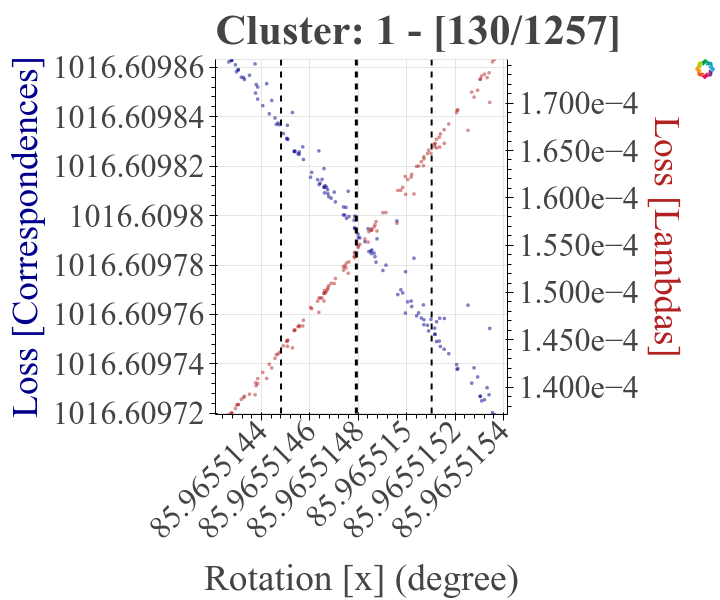 Cluster: 1 - [130/1257]
Loss [Correspondences]
1016.60986
1016.60984
1016.60982
1016.6098
1016.60978
1016.60976
1016.60974
1016.60972
1.700e−4
1.650e−4
1.600e−4
1.550e−4
1.500e−4
1.450e−4
1.400e−4
Loss [Lambdas]
85.9655144
85.9655146
85.9655148
85.965515
85.9655152
85.9655154
Rotation [x] (degree)